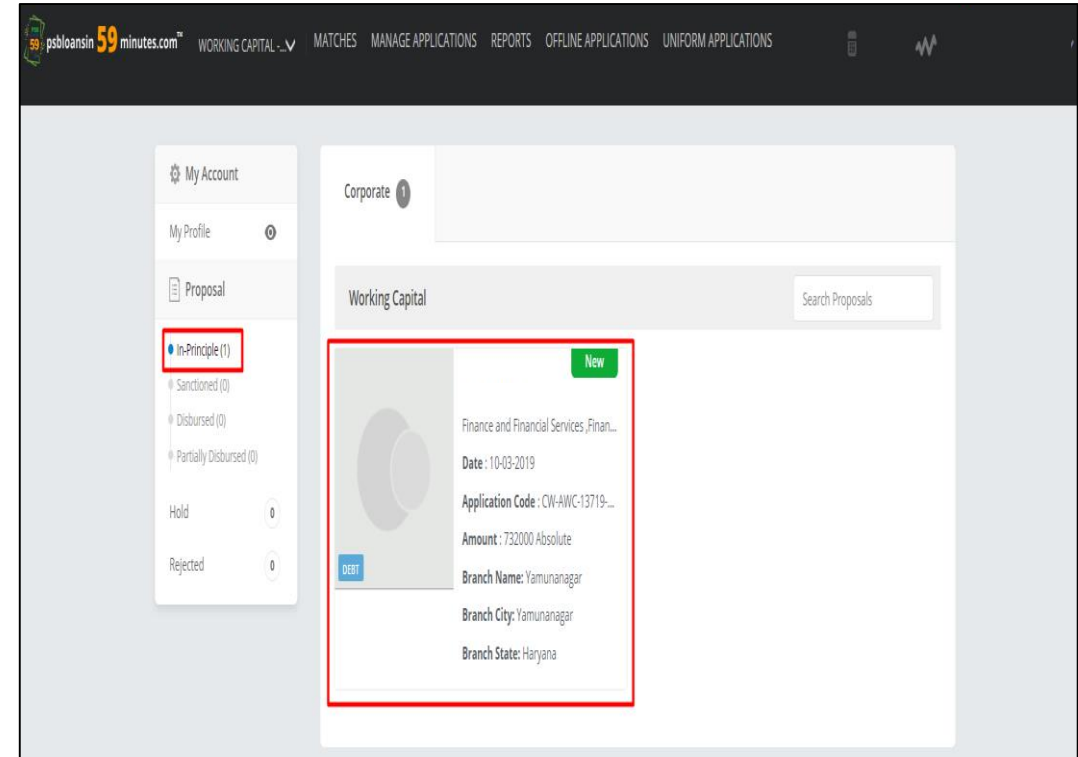 psbloansin 59 minutes.com™ WORKING CAPITAL -... MATCHES MANAGE APPLICATIONS REPORTS OFFLINE APPLICATIONS UNIFORM APPLICATIONS
My Account
My Profile
Proposal
In-Principle (1)
Sanctioned (0)
Disbursed (0)
Partially Disbursed (0)
Hold 0
Rejected 0
Corporate 1
Working Capital
Search Proposals
New
DEBT
Finance and Financial Services ,Finan...
Date : 10-03-2019
Application Code : CW-AWC-13719-...
Amount : 732000 Absolute
Branch Name: Yamunanagar
Branch City: Yamunanagar
Branch State: Haryana